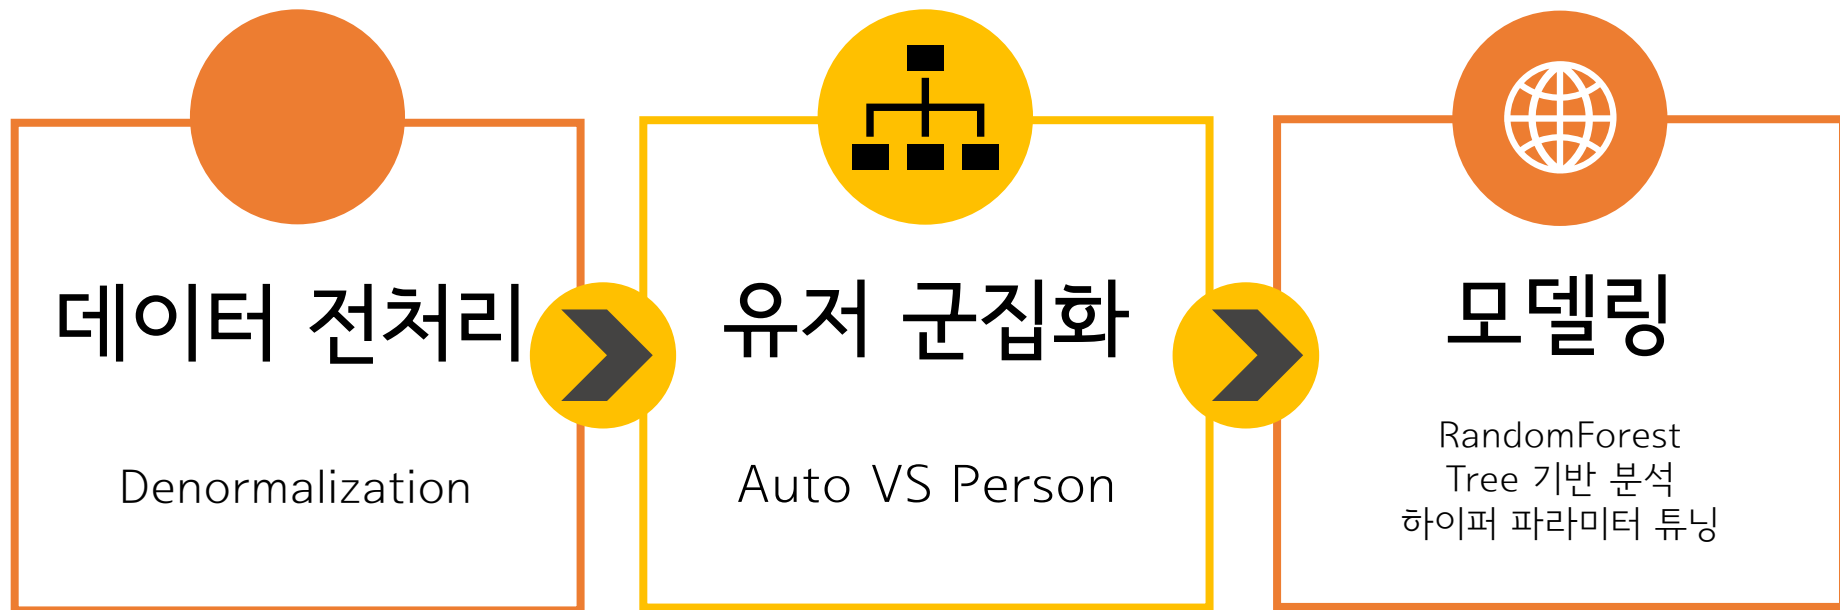 데이터 전처리
Denormalization
유저 군집화
Auto VS Person
모델링
RandomForest
Tree 기반 분석
하이퍼 파라미터 튜닝